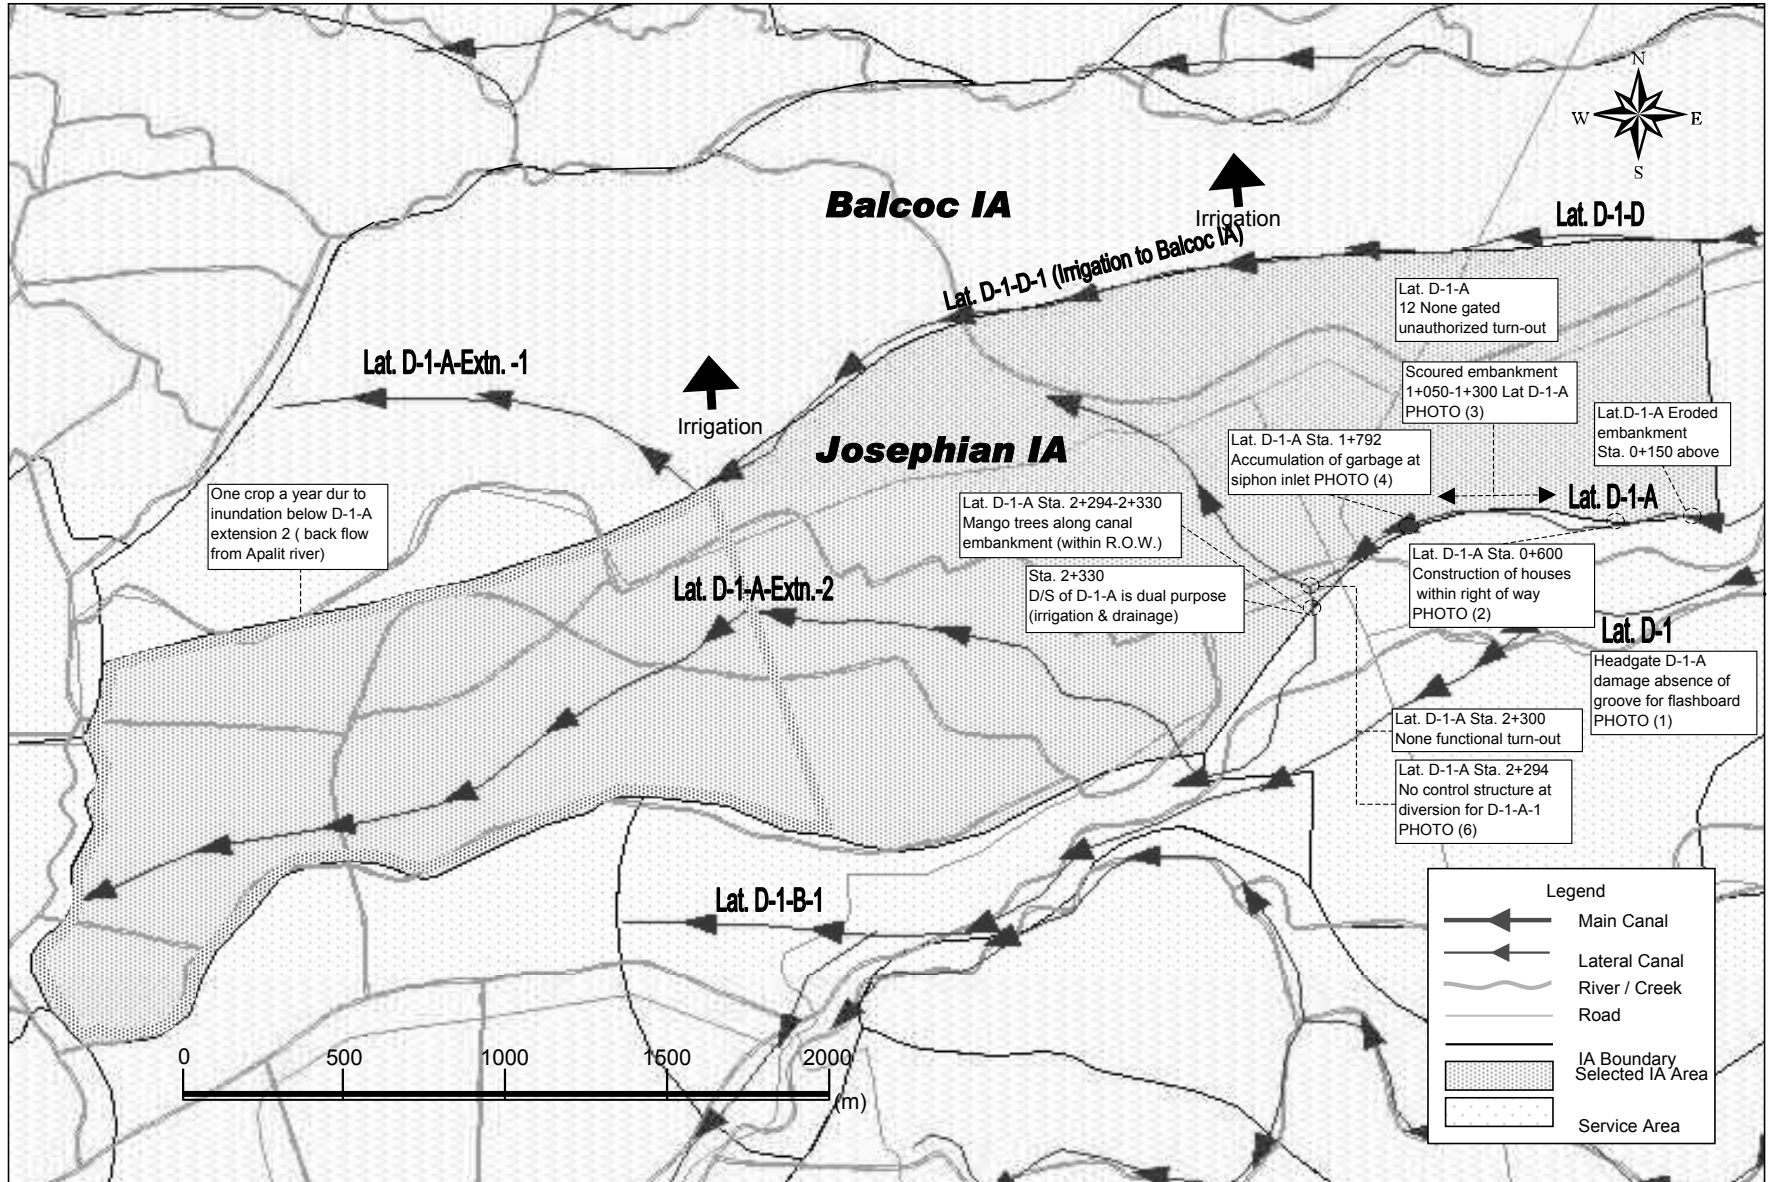 N
W
E
S
Balcoc IA
Irrigation
Lat. D-1-D
Lat. D-1-D-1 (Irrigation to Balcoc IA)
Lat. D-1-A
12 None gated
unauthorized turn-out
Lat. D-1-A-Extn. -1
Scoured embankment
1+050-1+300 Lat D-1-A
PHOTO (3)
Irrigation
Lat.D-1-A Eroded
embankment
Sta. 0+150 above
Josephian IA
Lat. D-1-A Sta. 1+792
Accumulation of garbage at
siphon inlet PHOTO (4)
One crop a year dur to
inundation below D-1-A
extension 2 ( back flow
from Apalit river)
Lat. D-1-A
Lat. D-1-A Sta. 2+294-2+330
Mango trees along canal
embankment (within R.O.W.)
Lat. D-1-A Sta. 0+600
Construction of houses
within right of way
PHOTO (2)
Sta. 2+330
D/S of D-1-A is dual purpose
(irrigation & drainage)
Lat. D-1-A-Extn.-2
Lat. D-1
Headgate D-1-A
damage absence of
groove for flashboard
PHOTO (1)
Lat. D-1-A Sta. 2+300
None functional turn-out
Lat. D-1-A Sta. 2+294
No control structure at
diversion for D-1-A-1
PHOTO (6)
Lat. D-1-B-1
Legend
Main Canal
Lateral Canal
River / Creek
Road
IA Boundary
Selected IA Area
Service Area
0 500 1000 1500 2000
(m)